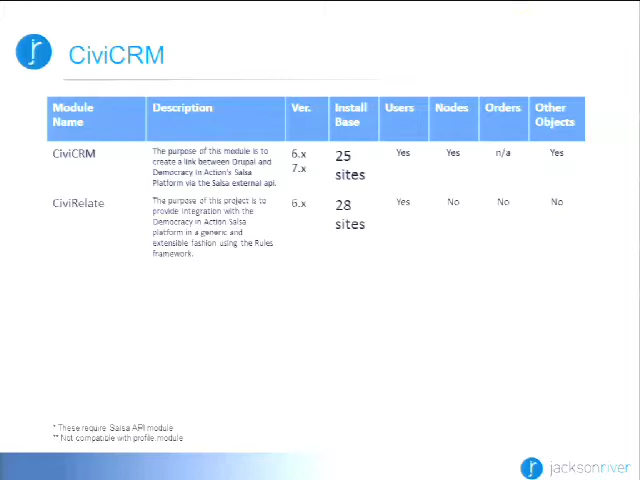 jr
CiviCRM
Module Name
Description
Ver.
Install Base
Users
Nodes
Orders
Other Objects
CiviCRM
The purpose of this module is to
create a link between Drupal and
Democracy in Action's Salsa
Platform via the Salsa external api.
6.x
7.x
25
sites
Yes
Yes
n/a
Yes
CiviRelate
The purpose of this project is to
provide integration with the
Democracy in Action Salsa
platform in a generic and
extensible fashion using the Rules
framework.
6.x
28
sites
Yes
No
No
No
* These require Salsa API module
** Not compatible with profile module
jr jacksonriver